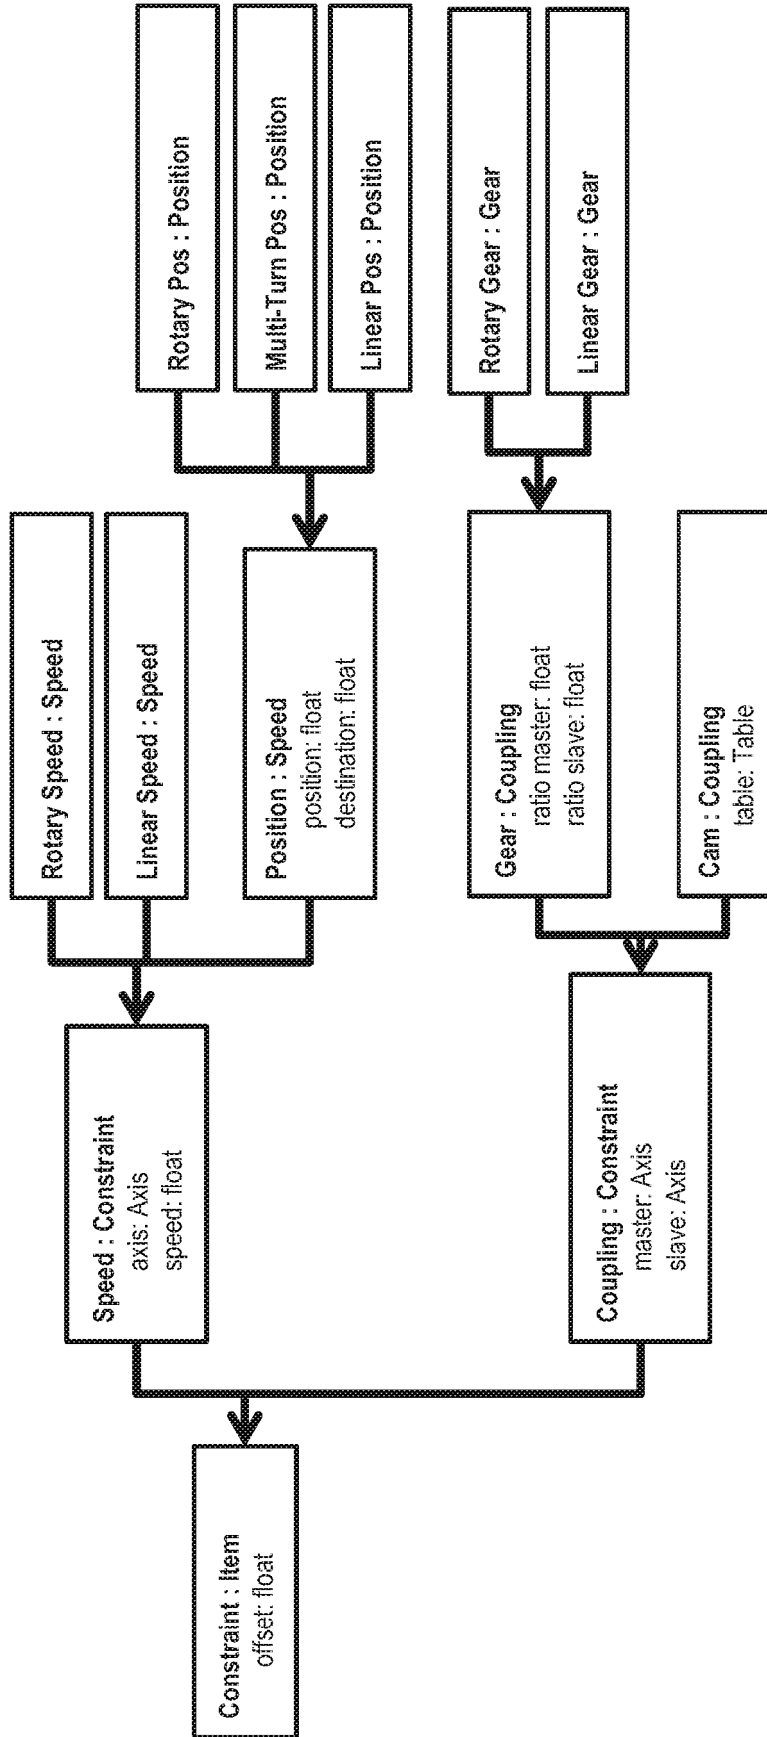 Constraint : Item
offset: float
Speed : Constraint
axis: Axis
speed: float
Coupling : Constraint
master: Axis
slave: Axis
Rotary Speed : Speed
Linear Speed : Speed
Position : Speed
position: float
destination: float
Gear : Coupling
ratio master: float
ratio slave: float
Cam : Coupling
table: Table
Rotary Pos : Position
Multi-Turn Pos : Position
Linear Pos : Position
Rotary Gear : Gear
Linear Gear : Gear